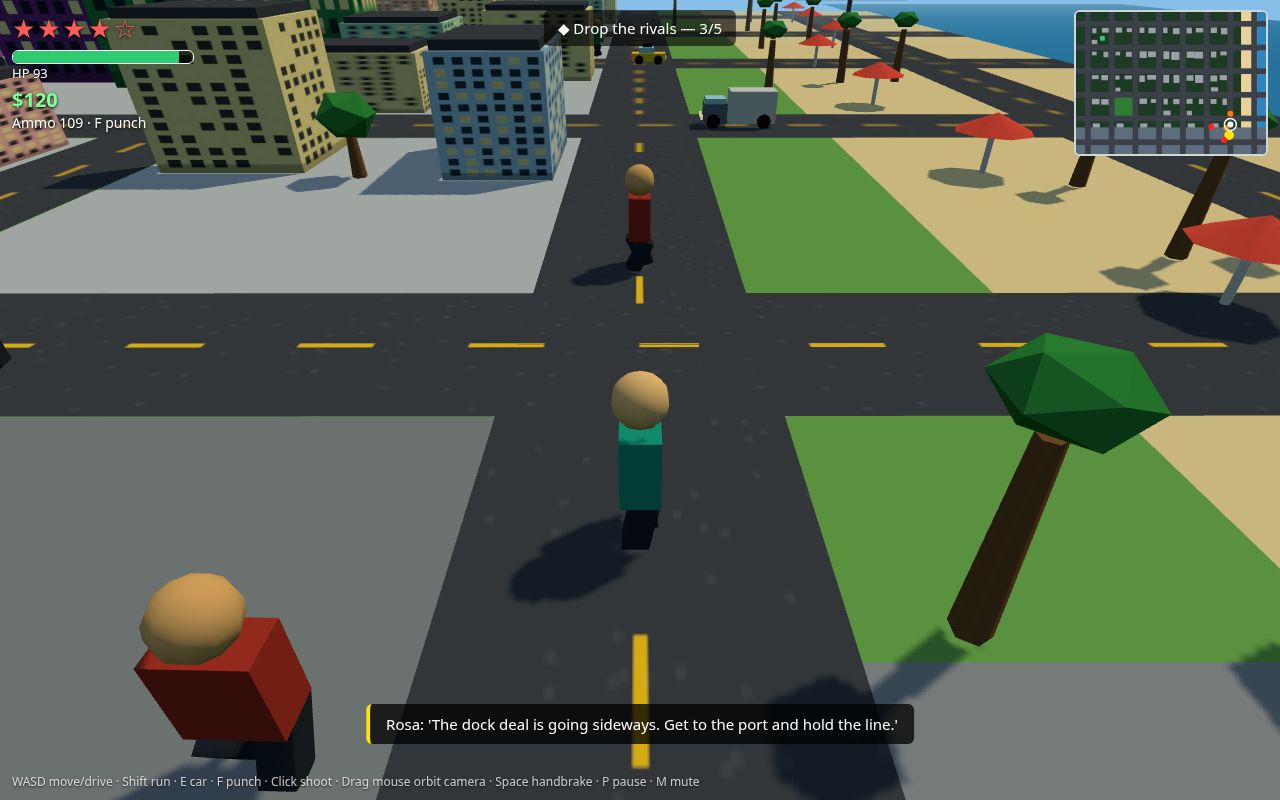 ★★★★☆
◆ Drop the rivals — 3/5
HP 93
$120
Ammo 109 · F punch
Rosa: 'The dock deal is going sideways. Get to the port and hold the line.'
WASD move/drive · Shift run · E car · F punch · Click shoot · Drag mouse orbit camera · Space handbrake · P pause · M mute